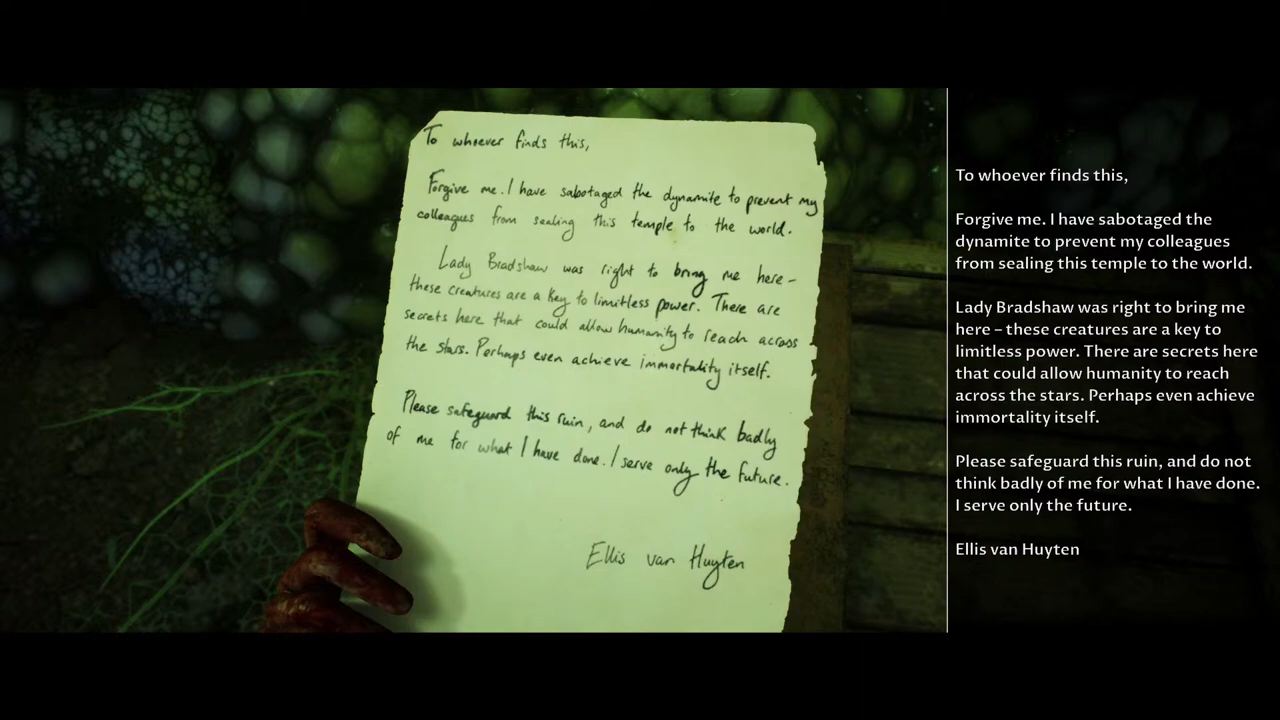 To whoever finds this,
Forgive me. I have sabotaged the dynamite to prevent my
colleagues from sealing this temple to the world.
Lady Bradshaw was right to bring me here –
these creatures are a key to limitless power. There are
secrets here that could allow humanity to reach across
the stars. Perhaps even achieve immortality itself.
Please safeguard this ruin, and do not think badly
of me for what I have done. I serve only the future.
Ellis van Huyten
To whoever finds this,
Forgive me. I have sabotaged the
dynamite to prevent my colleagues
from sealing this temple to the world.
Lady Bradshaw was right to bring me
here – these creatures are a key to
limitless power. There are secrets here
that could allow humanity to reach
across the stars. Perhaps even achieve
immortality itself.
Please safeguard this ruin, and do not
think badly of me for what I have done.
I serve only the future.
Ellis van Huyten